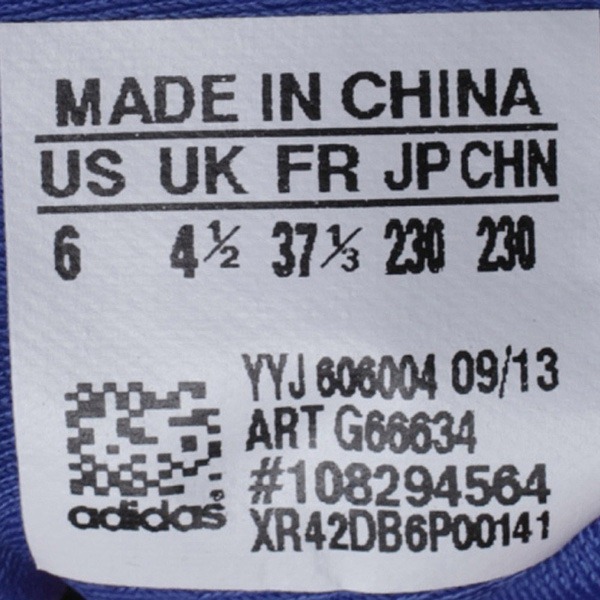 MADE IN CHINA
US UK FR JP CHN
6 4½ 37⅓ 230 230
YYJ 606004 09/13
ART G66634
#108294564
adidas®
XR42DB6P00141